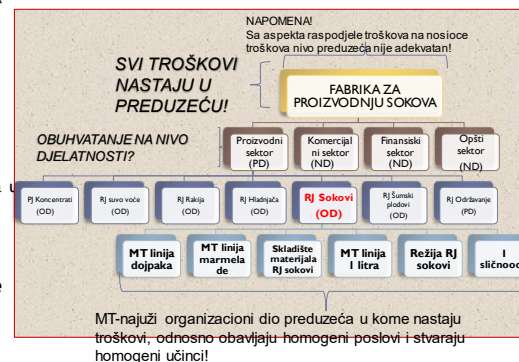 NAPOMENA!
Sa aspekta raspodjele troškova na nosioce
troškova nivo preduzeća nije adekvatan!
SVI TROŠKOVI
NASTAJU U
PREDUZEĆU!
FABRIKA ZA
PROIZVODNJU SOKOVA
OBUHVATANJE NA NIVO
DJELATNOSTI?
Proizvodni
sektor
(PD)
Komercijal
ni sektor
(ND)
Finansiski
sektor
(ND)
Opšti
sektor
(ND)
u
PJ Koncentrati
(OD)
RJ suvo voće
(OD)
RJ Rakija
(OD)
RJ Hladnjača
(OD)
RJ Sokovi
(OD)
RJ Šumski
plodovi
(OD)
RJ Održavanje
(PD)
MT linija
dojpaka
MT linija
marmela
de
Skladište
materijala
RJ sokovi
MT linija
1 litra
Režija RJ
sokovi
I
sličnood
e
MT-najuži organizacioni dio preduzeća u kome nastaju
troškovi, odnosno obavljaju homogeni poslovi i stvaraju
homogeni učinci!